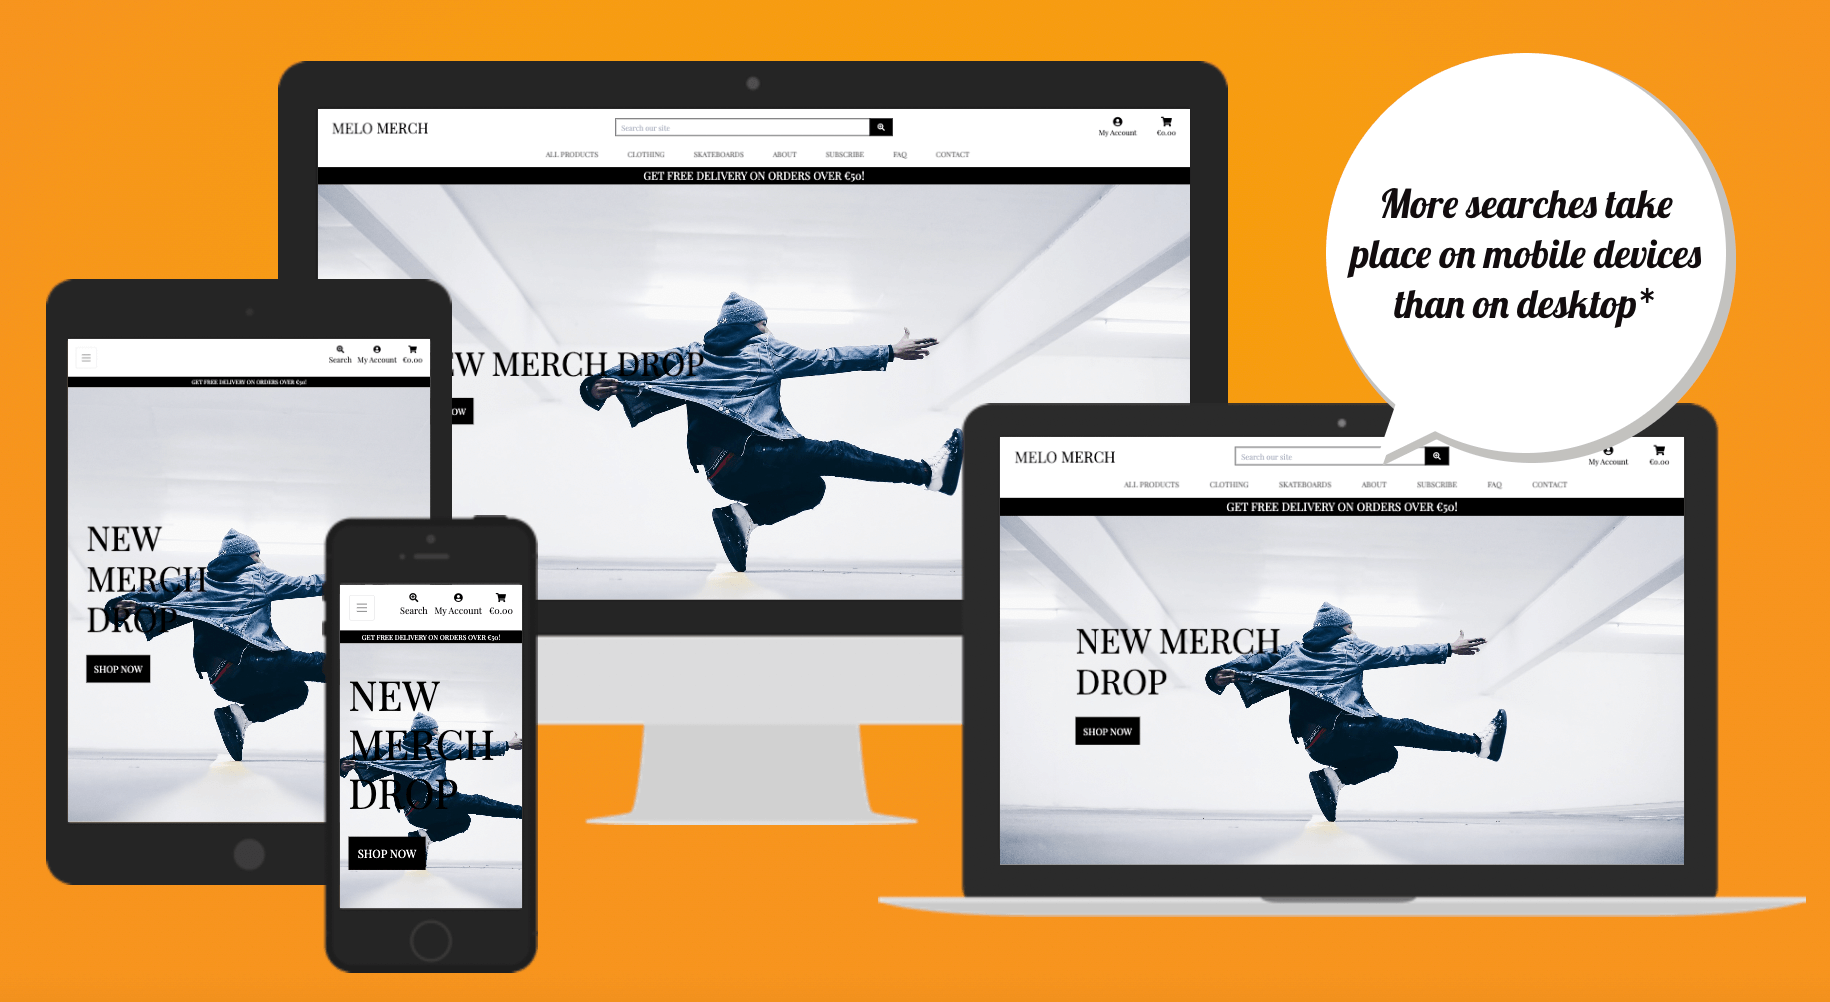 MELO MERCH
Search our site
My Account
€0.00
ALL PRODUCTS CLOTHING SKATEBOARDS ABOUT SUBSCRIBE FAQ CONTACT
GET FREE DELIVERY ON ORDERS OVER €50!
EW MERCH DROP
OW
More searches take
place on mobile devices
than on desktop*
Search My Account €0.00
GET FREE DELIVERY ON ORDERS OVER €50!
NEW
MERCH
DROP
SHOP NOW
Search My Account €0.00
GET FREE DELIVERY ON ORDERS OVER €50!
NEW
MERCH
DROP
SHOP NOW
MELO MERCH
Search our site
My Account
€0.00
ALL PRODUCTS CLOTHING SKATEBOARDS ABOUT SUBSCRIBE FAQ CONTACT
GET FREE DELIVERY ON ORDERS OVER €50!
NEW MERCH
DROP
SHOP NOW